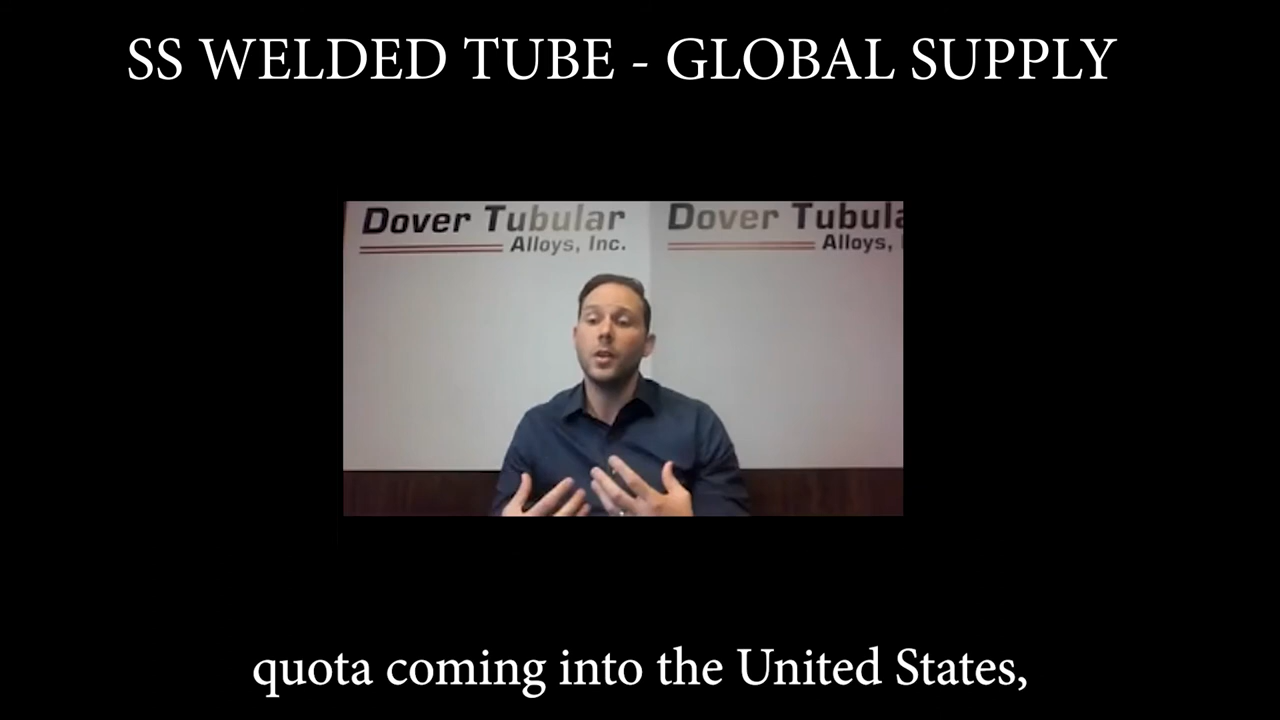 SS WELDED TUBE - GLOBAL SUPPLY
Dover Tubular
Alloys, Inc.
Dover Tubula
Alloys,
quota coming into the United States,